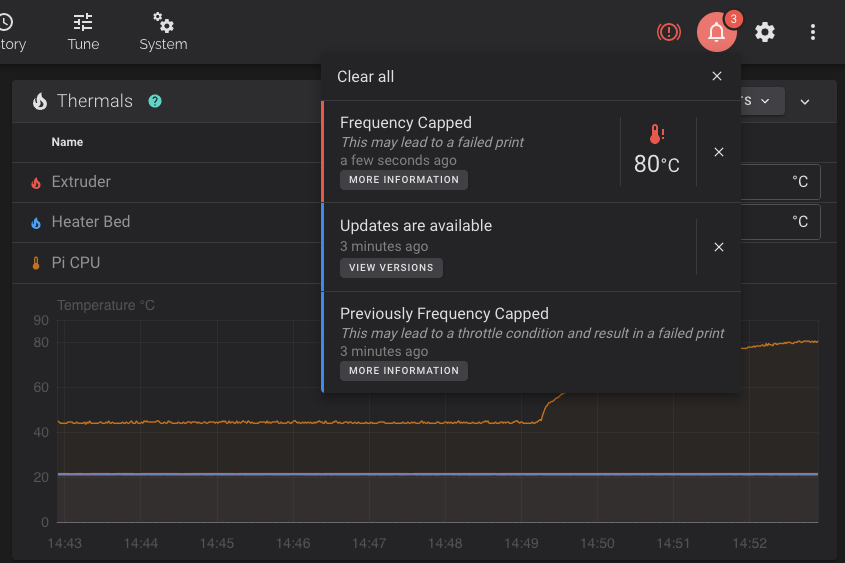 tory
Tune
System
3
Clear all
Thermals
Name
Extruder
°C
Heater Bed
°C
Pi CPU
Frequency Capped
This may lead to a failed print
a few seconds ago
MORE INFORMATION
80°C
Updates are available
3 minutes ago
VIEW VERSIONS
Previously Frequency Capped
This may lead to a throttle condition and result in a failed print
3 minutes ago
MORE INFORMATION
Temperature °C
90
80
60
40
20
0
14:43 14:44 14:45 14:46 14:47 14:48 14:49 14:50 14:51 14:52